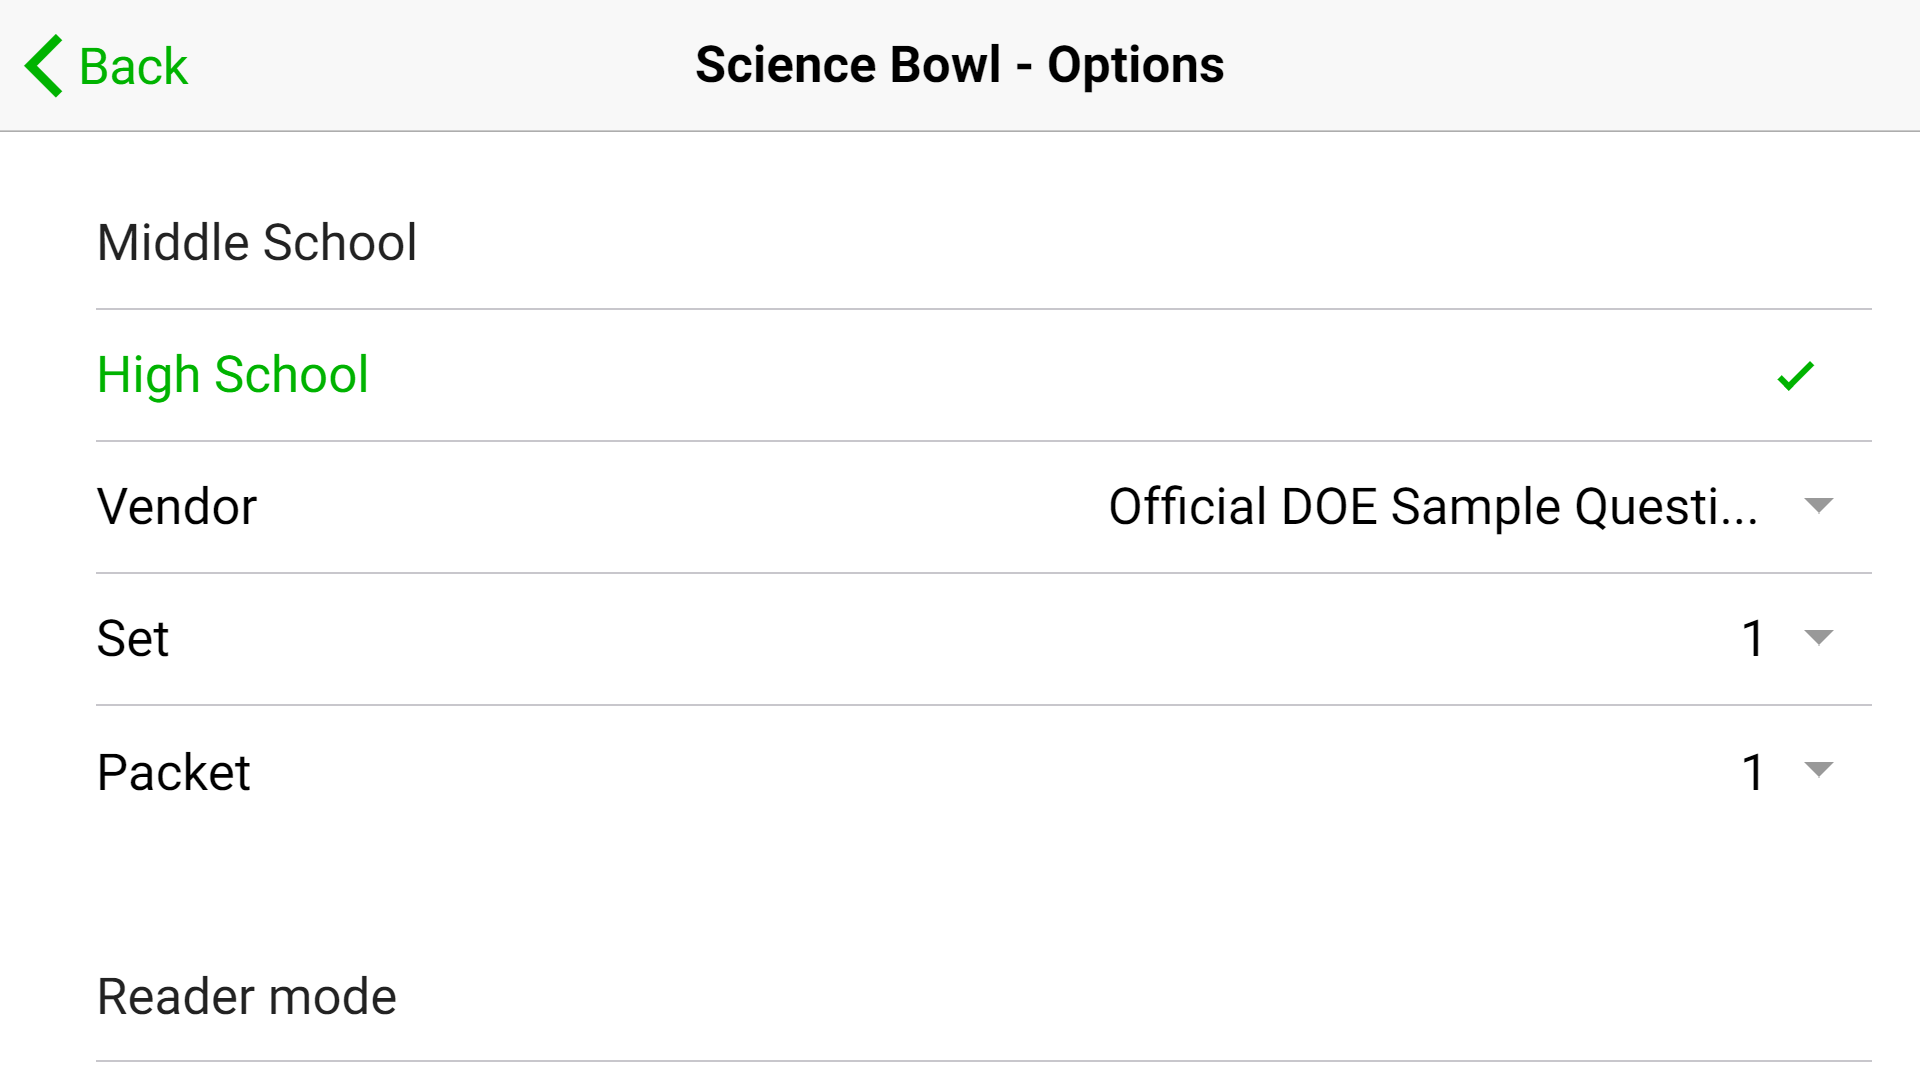 Back
Science Bowl - Options
Middle School
High School
Vendor
Official DOE Sample Questi...
Set
1
Packet
1
Reader mode